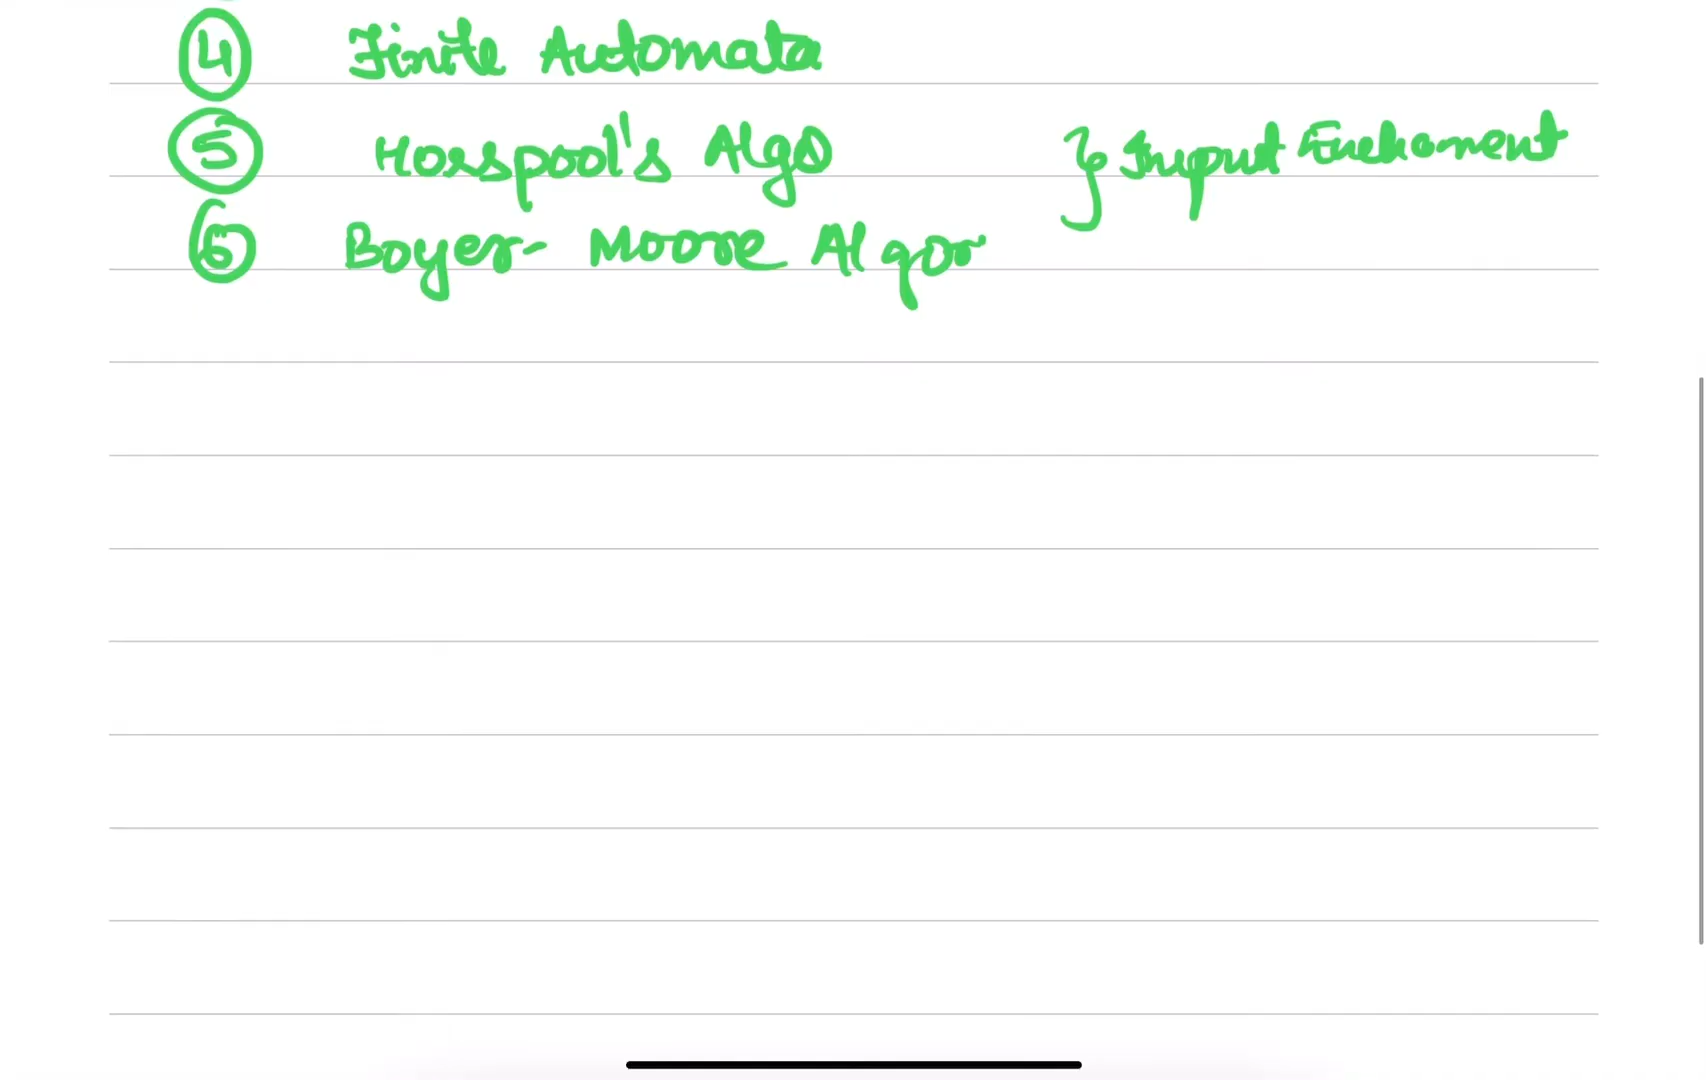 4 Finite Automata
5 Horspool's Algo } Input Enchament
6 Boyer- Moore Algor